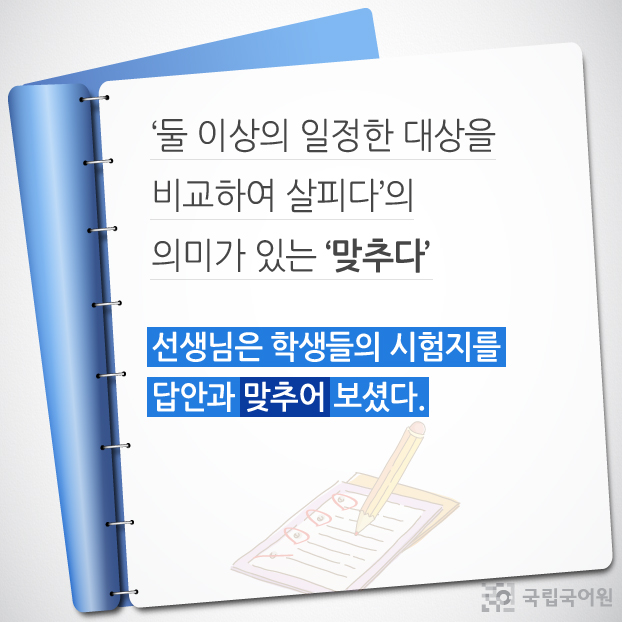 ‘둘 이상의 일정한 대상을
비교하여 살피다’의
의미가 있는 ‘맞추다’
선생님은 학생들의 시험지를
답안과 맞추어 보셨다.
국립국어원